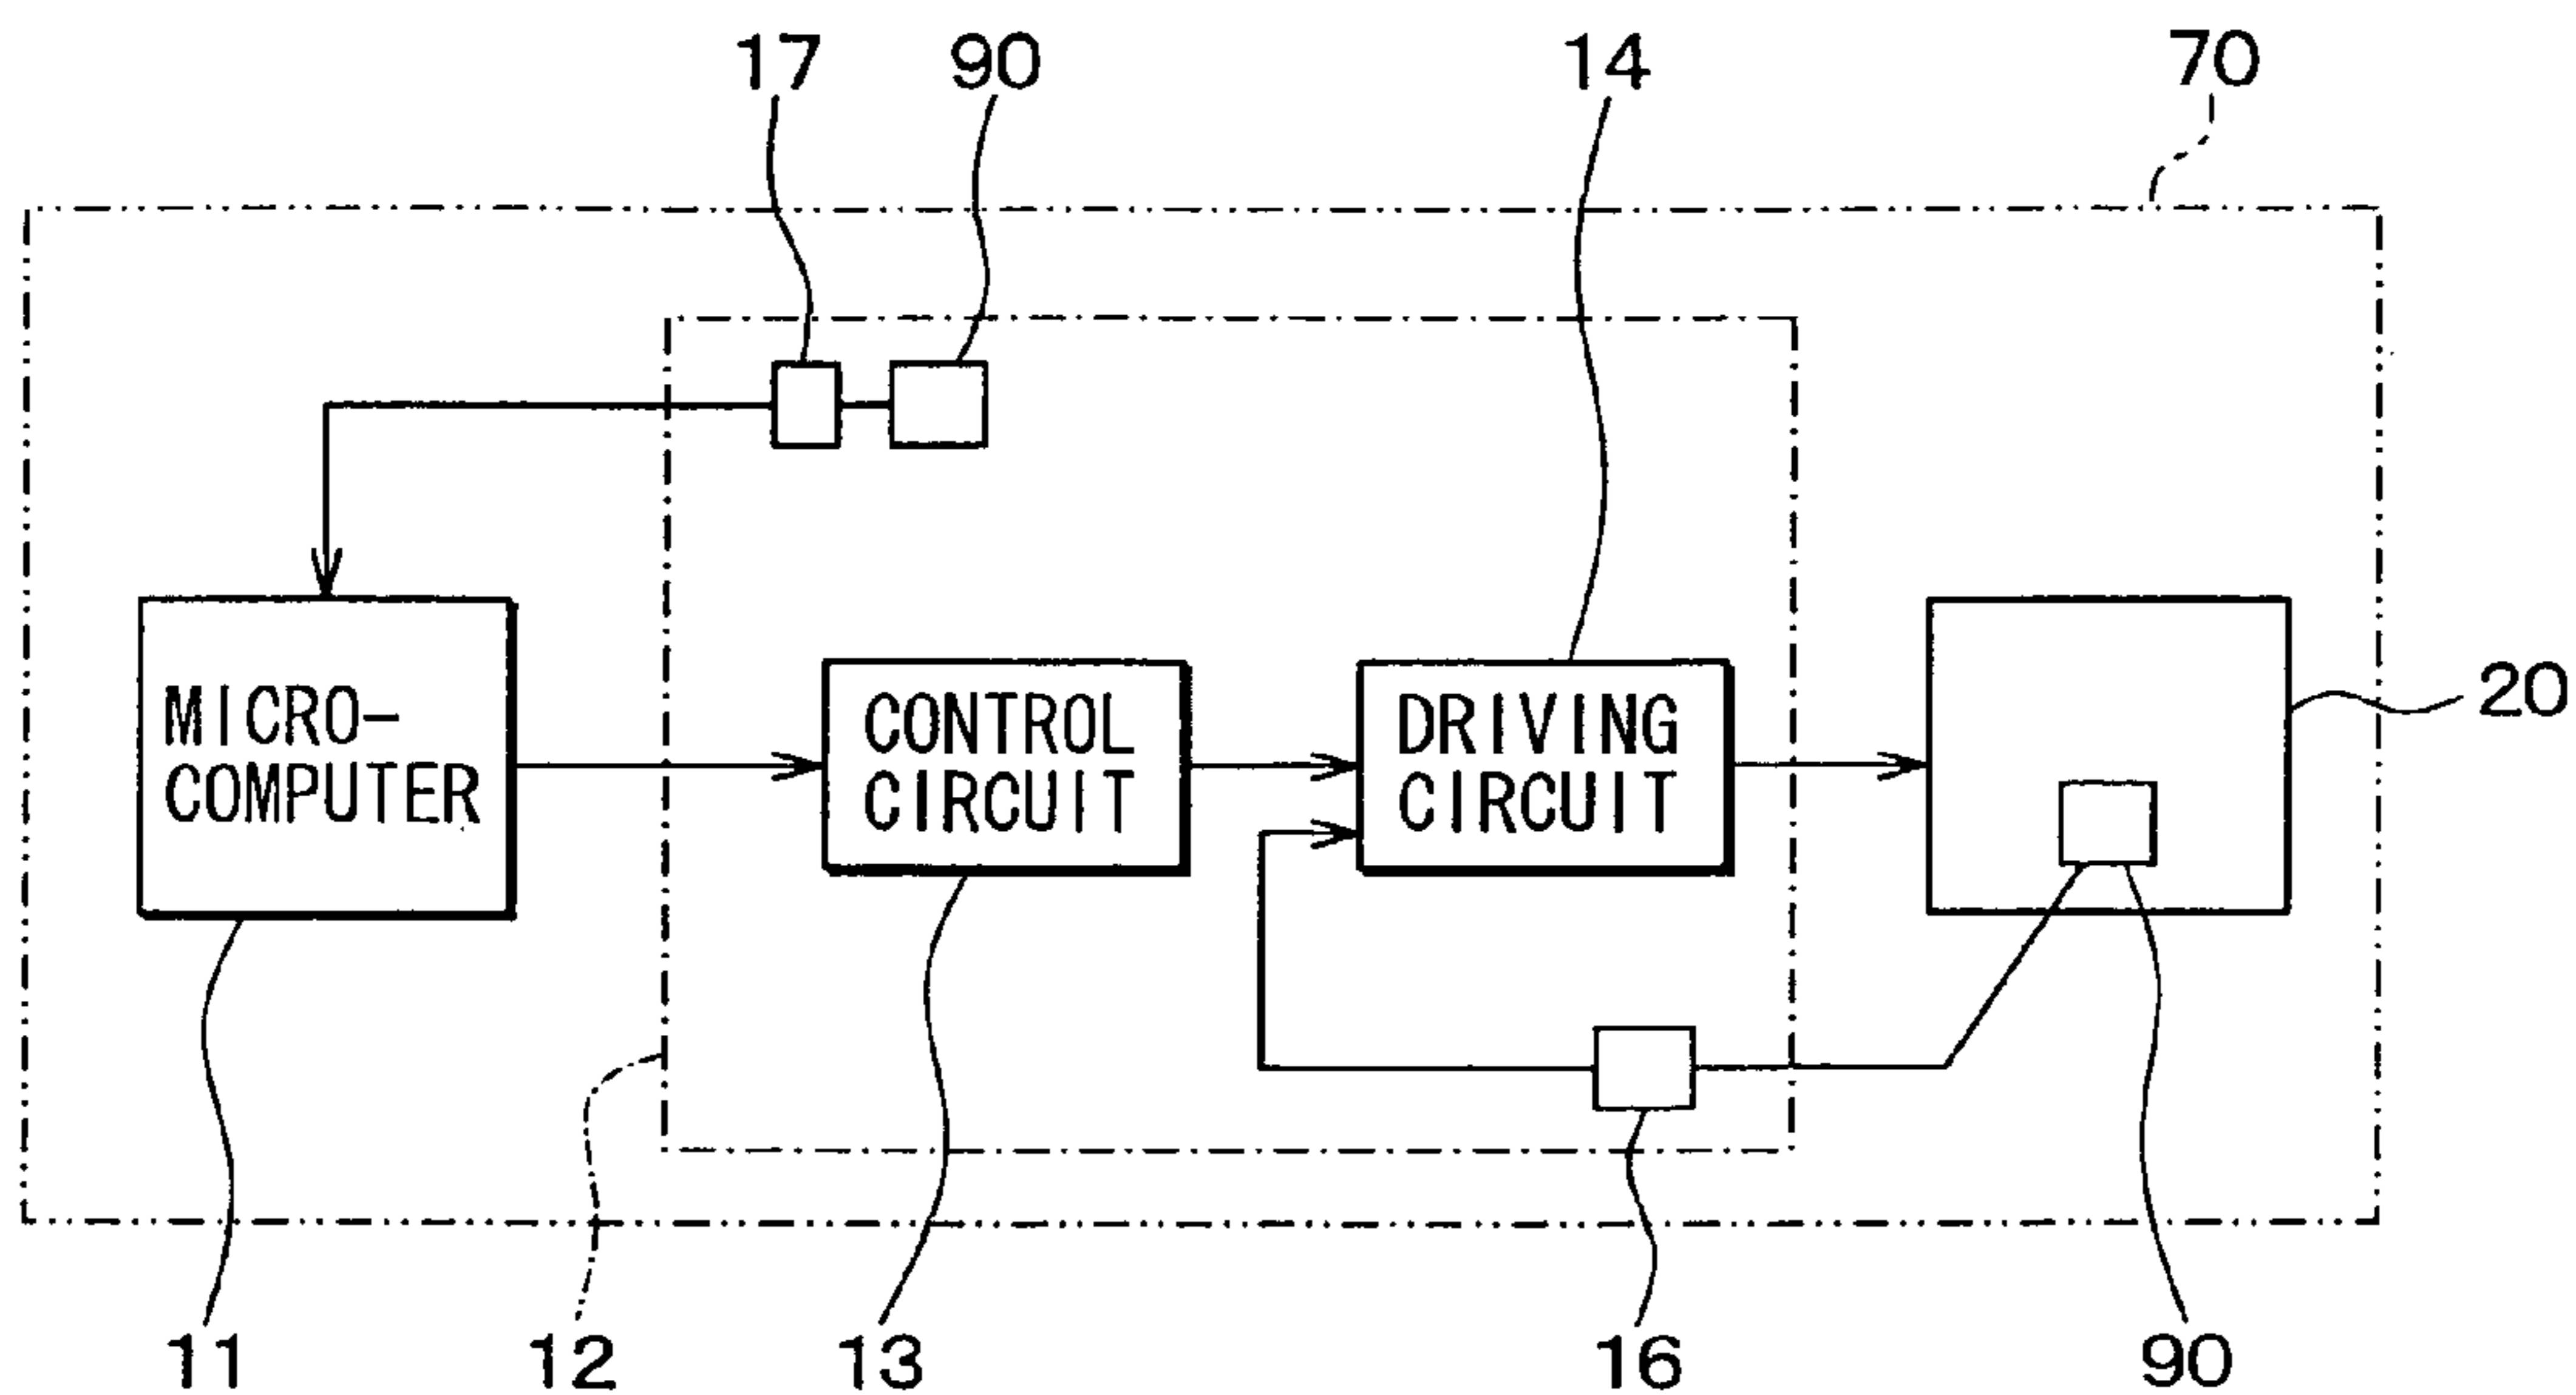 17 90 14 70
MICRO-
COMPUTER
CONTROL
CIRCUIT
DRIVING
CIRCUIT
20
11 12 13 16 90